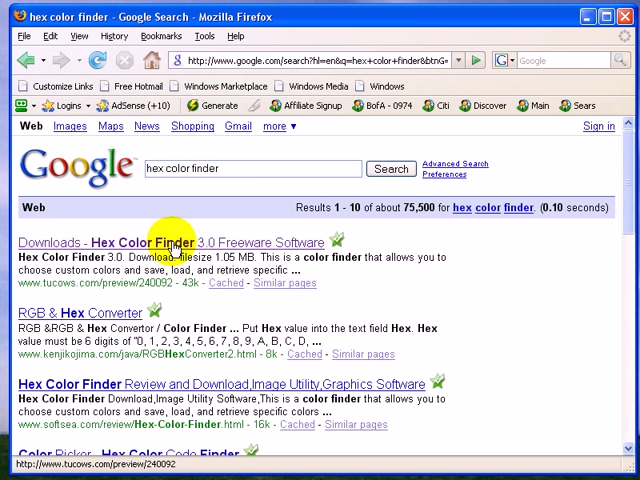 hex color finder - Google Search - Mozilla Firefox
File Edit View History Bookmarks Tools Help
http://www.google.com/search?hl=en&q=hex+color+finder&btnG= Google
Customize Links Free Hotmail Windows Marketplace Windows Media Windows
Logins AdSense (+10) Generate Affiliate Signup BofA - 0974 Citi Discover Main Sears
Web Images Maps News Shopping Gmail more ▼ Sign in
Google hex color finder Search Advanced Search
Preferences
Web Results 1 - 10 of about 75,500 for hex color finder. (0.10 seconds)
Downloads - Hex Color Finder 3.0 Freeware Software
Hex Color Finder 3.0. Download. filesize 1.05 MB. This is a color finder that allows you to
choose custom colors and save, load, and retrieve specific ...
www.tucows.com/preview/240092 - 43k - Cached - Similar pages
RGB & Hex Converter
RGB &RGB & Hex Convertor / Color Finder ... Put Hex value into the text field Hex. Hex
value must be 6 digits of "0, 1, 2, 3, 4, 5, 6, 7, 8, 9, A, B, C, D, ...
www.kenjikojima.com/java/RGBHexConverter2.html - 8k - Cached - Similar pages
Hex Color Finder Review and Download,Image Utility,Graphics Software
Hex Color Finder Download,Image Utility Software,This is a color finder that allows you to
choose custom colors and save, load, and retrieve specific colors ...
www.softsea.com/review/Hex-Color-Finder.html - 16k - Cached - Similar pages
Color Picker - Hex Code Finder
http://www.tucows.com/preview/240092